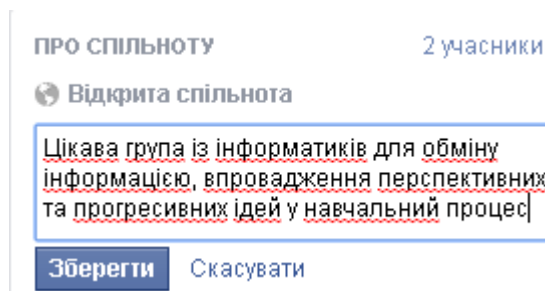 ПРО СПІЛЬНОТУ 2 учасники
Відкрита спільнота
Цікава група із інформатиків для обміну
інформацією, впровадження перспективних
та прогресивних ідей у навчальний процес
Зберегти Скасувати